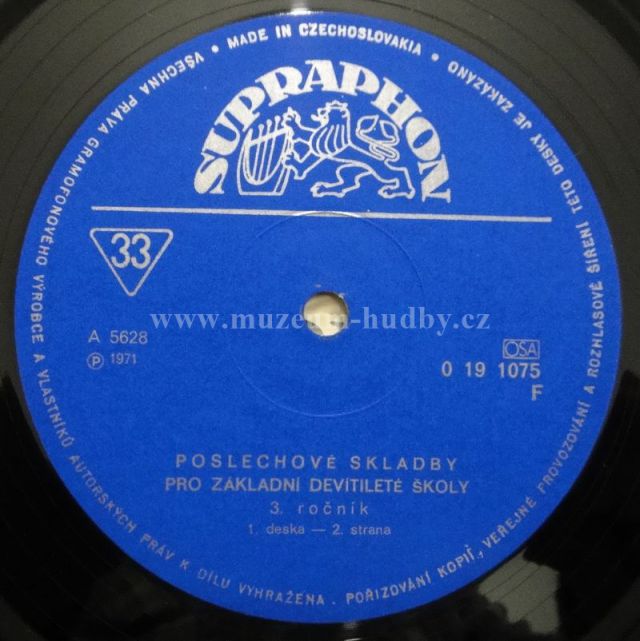 VŠECHNA PRÁVA GRAMOFONOVÉHO VÝROBCE A VLASTNÍKŮ AUTORSKÝCH PRÁV K DÍLU VYHRAŽENA . POŘIZOVÁNÍ KOPIÍ, VEŘEJNÉ PROVOZOVÁNÍ A ROZHLASOVÉ ŠÍŘENÍ TÉTO DESKY JE ZAKÁZÁNO
• MADE IN CZECHOSLOVAKIA •
SUPRAPHON
33
www.muzeum-hudby.cz
A 5628
Ⓟ 1971
OSA
0 19 1075
F
POSLECHOVÉ SKLADBY
PRO ZÁKLADNÍ DEVÍTILETÉ ŠKOLY
3. ročník
1. deska — 2. strana